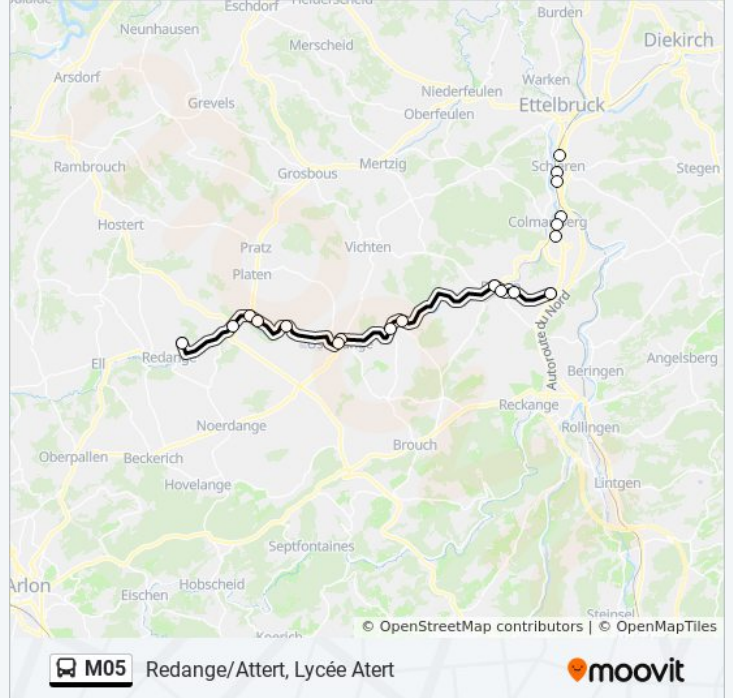 Eschdorf
Burden
Neunhausen
Merscheid
Diekirch
Arsdorf
Warken
Niederfeulen
Grevels
Ettelbruck
Oberfeulen
Rambrouch
Mertzig
Grosbous
Stegen
Hostert
Pratz
Vichten
Platen
Redange
Ell
Angelsberg
Autoroute du Nord
Beringen
Reckange
Noerdange
Rollingen
Brouch
Oberpallen
Beckerich
Hovelange
Lintgen
Septfontaines
Arlon
Hobscheid
Eischen
Steinsel
Koerich
© OpenStreetMap contributors | © OpenMapTiles
M05 Redange/Attert, Lycée Atert
moovit